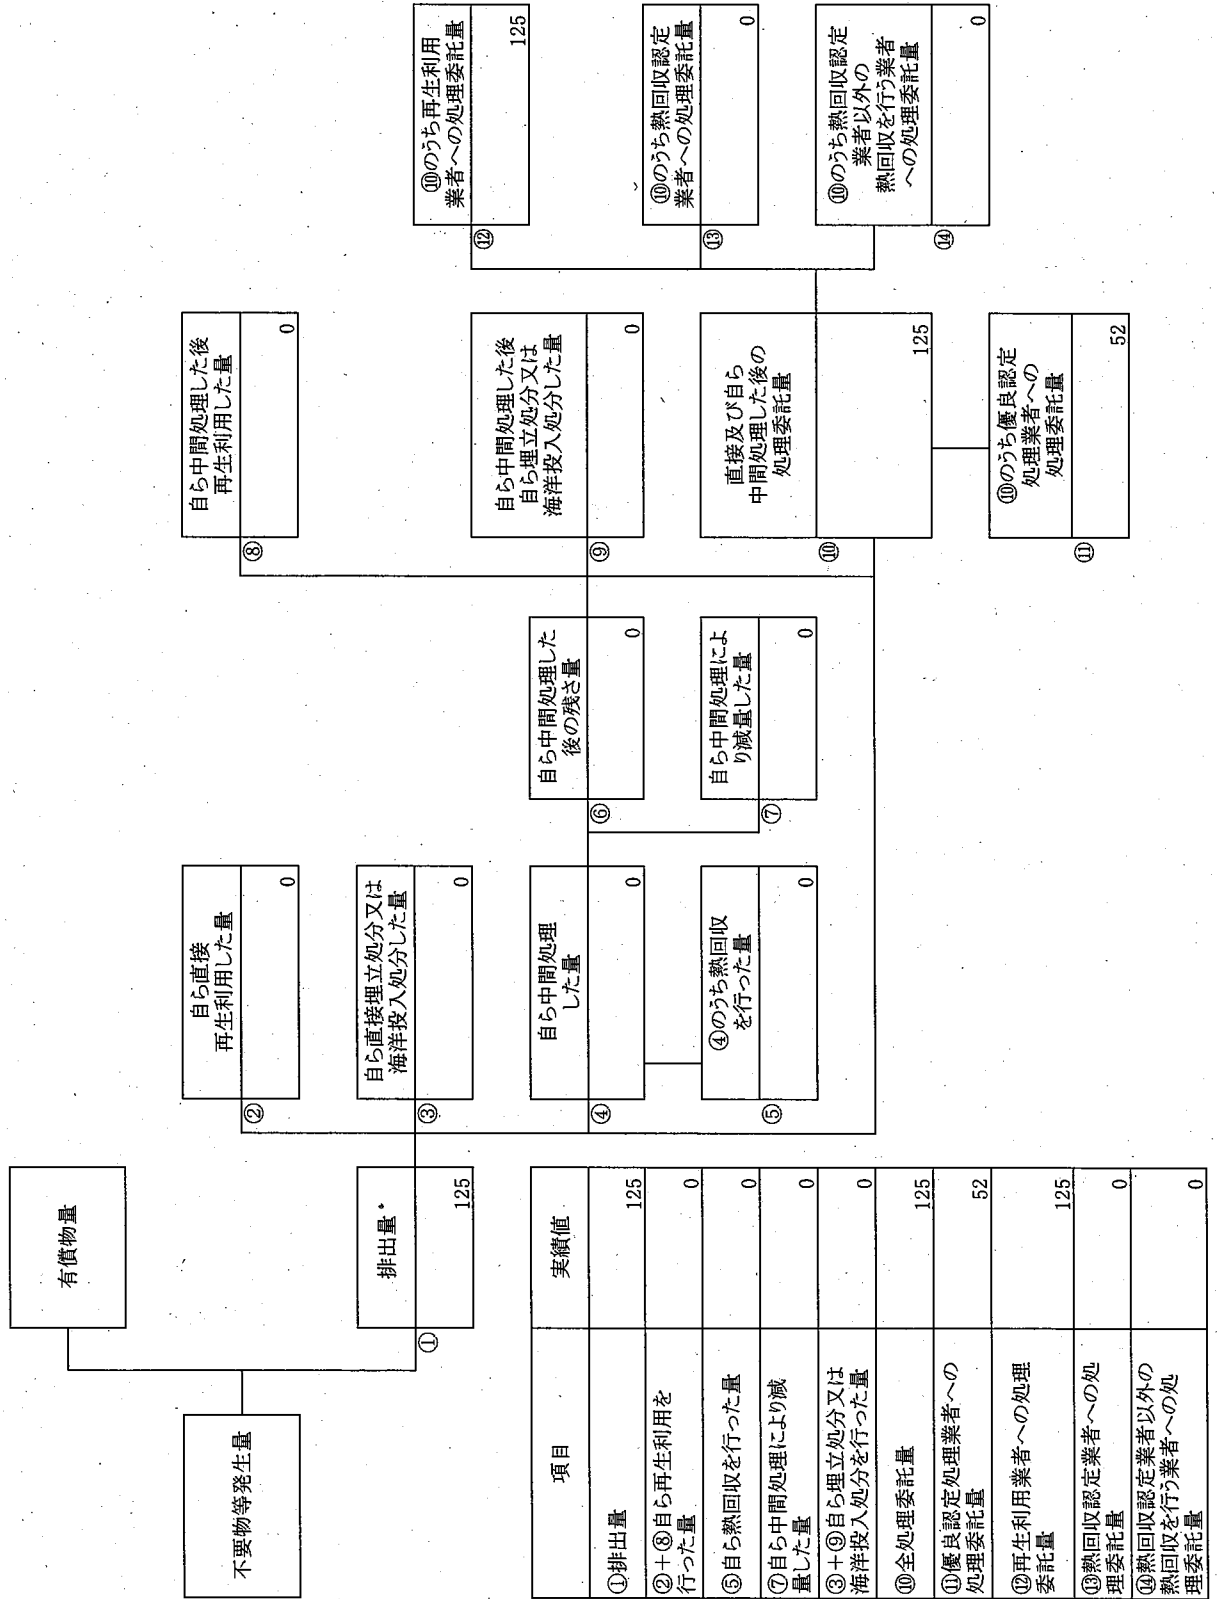 不要物等発生量
有償物量
①
排出量
125
②
自ら直接
再生利用した量
0
③
自ら直接埋立処分又は
海洋投入処分した量
0
④
自ら中間処理
した量
0
⑤
④のうち熱回収
を行った量
0
⑥
自ら中間処理した
後の残さ量
0
⑦
自ら中間処理によ
り減量した量
0
⑧
自ら中間処理した後
再生利用した量
0
⑨
自ら中間処理した後
自ら埋立処分又は
海洋投入処分した量
0
⑩
直接及び自ら
中間処理した後の
処理委託量
125
⑪
⑩のうち優良認定
処理業者への
処理委託量
52
⑫
⑩のうち再生利用
業者への処理委託量
125
⑬
⑩のうち熱回収認定
業者への処理委託量
0
⑭
⑩のうち熱回収認定
業者以外の
熱回収を行う業者
への処理委託量
0
項目
実績値
①排出量
125
②+⑧自ら再生利用を
行った量
0
⑤自ら熱回収を行った量
0
⑦自ら中間処理により減
量した量
0
③+⑨自ら埋立処分又は
海洋投入処分を行った量
0
⑩全処理委託量
125
⑪優良認定処理業者への
処理委託量
52
⑫再生利用業者への処理
委託量
125
⑬熱回収認定業者への処
理委託量
0
⑭熱回収認定業者以外の
熱回収を行う業者への処
理委託量
0